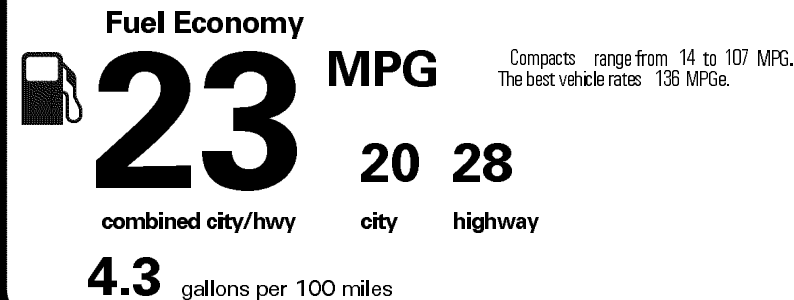 Fuel Economy
23 MPG
Compacts range from 14 to 107 MPG.
The best vehicle rates 136 MPGe.
20 28
combined city/hwy city highway
4.3 gallons per 100 miles